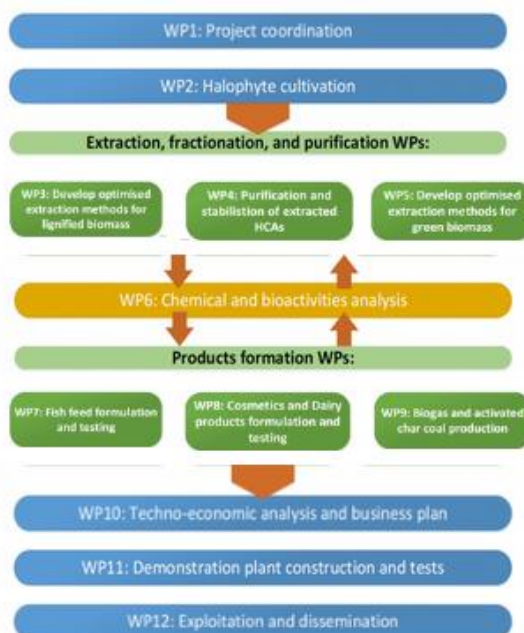 WP1: Project coordination
WP2: Halophyte cultivation
Extraction, fractionation, and purification WPs:
WP3: Develop optimised
extraction methods for
lignified biomass
WP4: Purification and
stabilistion of extracted
HCAs
WP5: Develop optimised
extraction methods for
green biomass
WP6: Chemical and bioactivities analysis
Products formation WPs:
WP7: Fish feed formulation
and testing
WP8: Cosmetics and Dairy
products formulation and
testing
WP9: Biogas and activated
char coal production
WP10: Techno-economic analysis and business plan
WP11: Demonstration plant construction and tests
WP12: Exploitation and dissemination